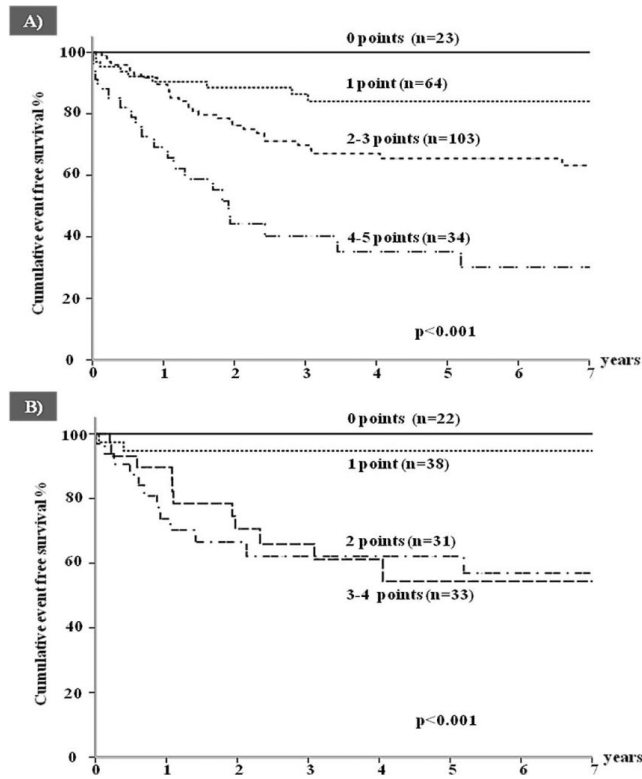 A)
0 points (n=23)
100
1 point (n=64)
80
2-3 points (n=103)
60
4-5 points (n=34)
40
20
p<0.001
0
0 1 2 3 4 5 6 7 years
Cumulative event free survival %
B)
0 points (n=22)
100
1 point (n=38)
80
2 points (n=31)
60
3-4 points (n=33)
40
20
p<0.001
0
0 1 2 3 4 5 6 7 years
Cumulative event free survival %